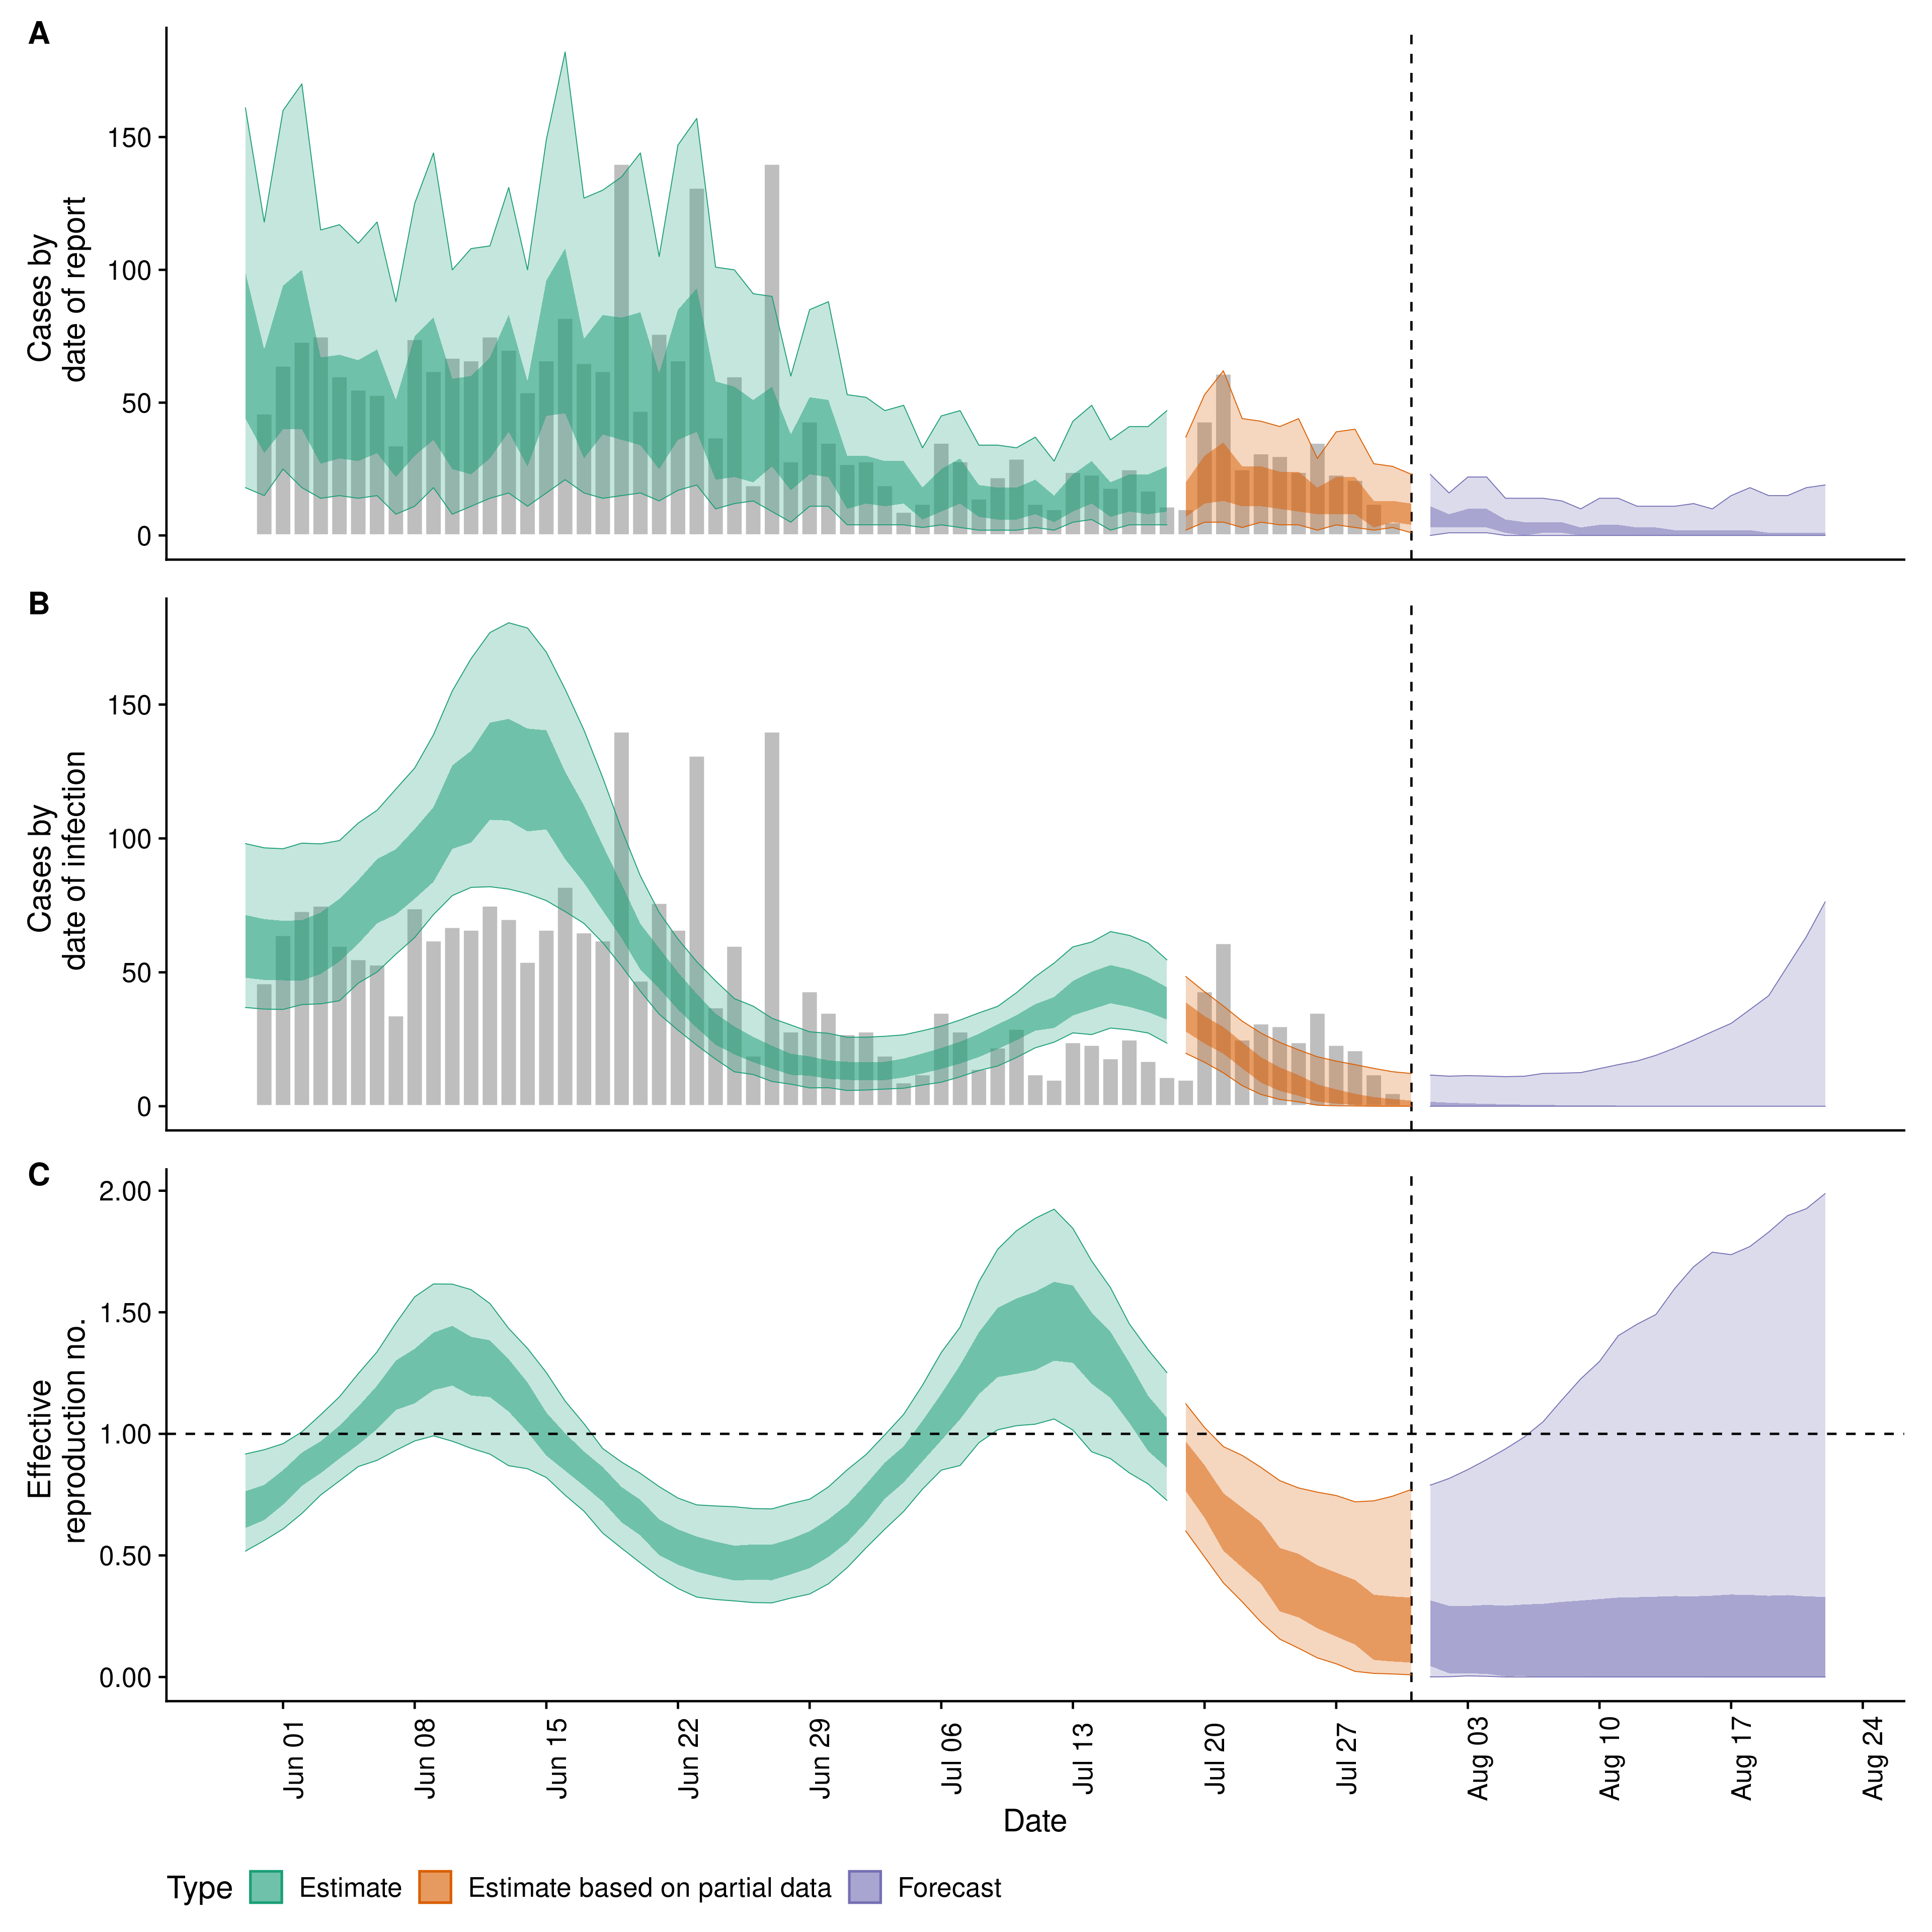 A
Cases by
date of report
150
100
50
0
B
Cases by
date of infection
150
100
50
0
C
Effective
reproduction no.
2.00
1.50
1.00
0.50
0.00
Jun 01
Jun 08
Jun 15
Jun 22
Jun 29
Jul 06
Jul 13
Jul 20
Jul 27
Aug 03
Aug 10
Aug 17
Aug 24
Date
Type
Estimate
Estimate based on partial data
Forecast